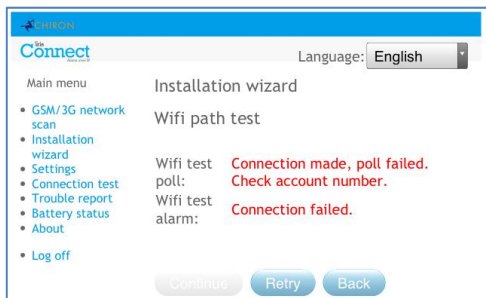 CHIRON
Connect
Language: English
Main menu
Installation wizard
GSM/3G network
scan
Wifi path test
Installation
wizard
Settings
Connection test
Trouble report
Battery status
About
Log off
Wifi test
poll:
Connection made, poll failed.
Check account number.
Wifi test
alarm:
Connection failed.
Continue
Retry
Back